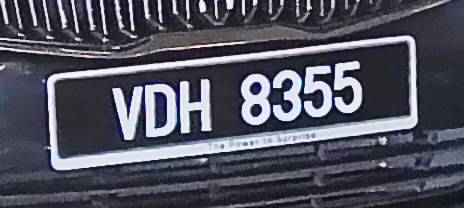 VDH 8355
The Power to Surprise